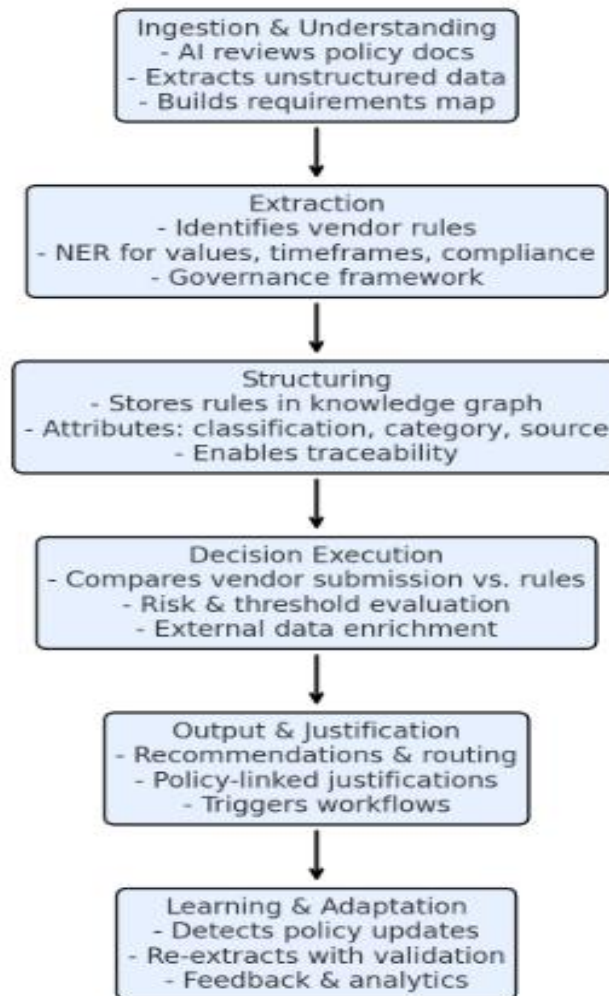 Ingestion & Understanding
- AI reviews policy docs
- Extracts unstructured data
- Builds requirements map
Extraction
- Identifies vendor rules
- NER for values, timeframes, compliance
- Governance framework
Structuring
- Stores rules in knowledge graph
- Attributes: classification, category, source
- Enables traceability
Decision Execution
- Compares vendor submission vs. rules
- Risk & threshold evaluation
- External data enrichment
Output & Justification
- Recommendations & routing
- Policy-linked justifications
- Triggers workflows
Learning & Adaptation
- Detects policy updates
- Re-extracts with validation
- Feedback & analytics